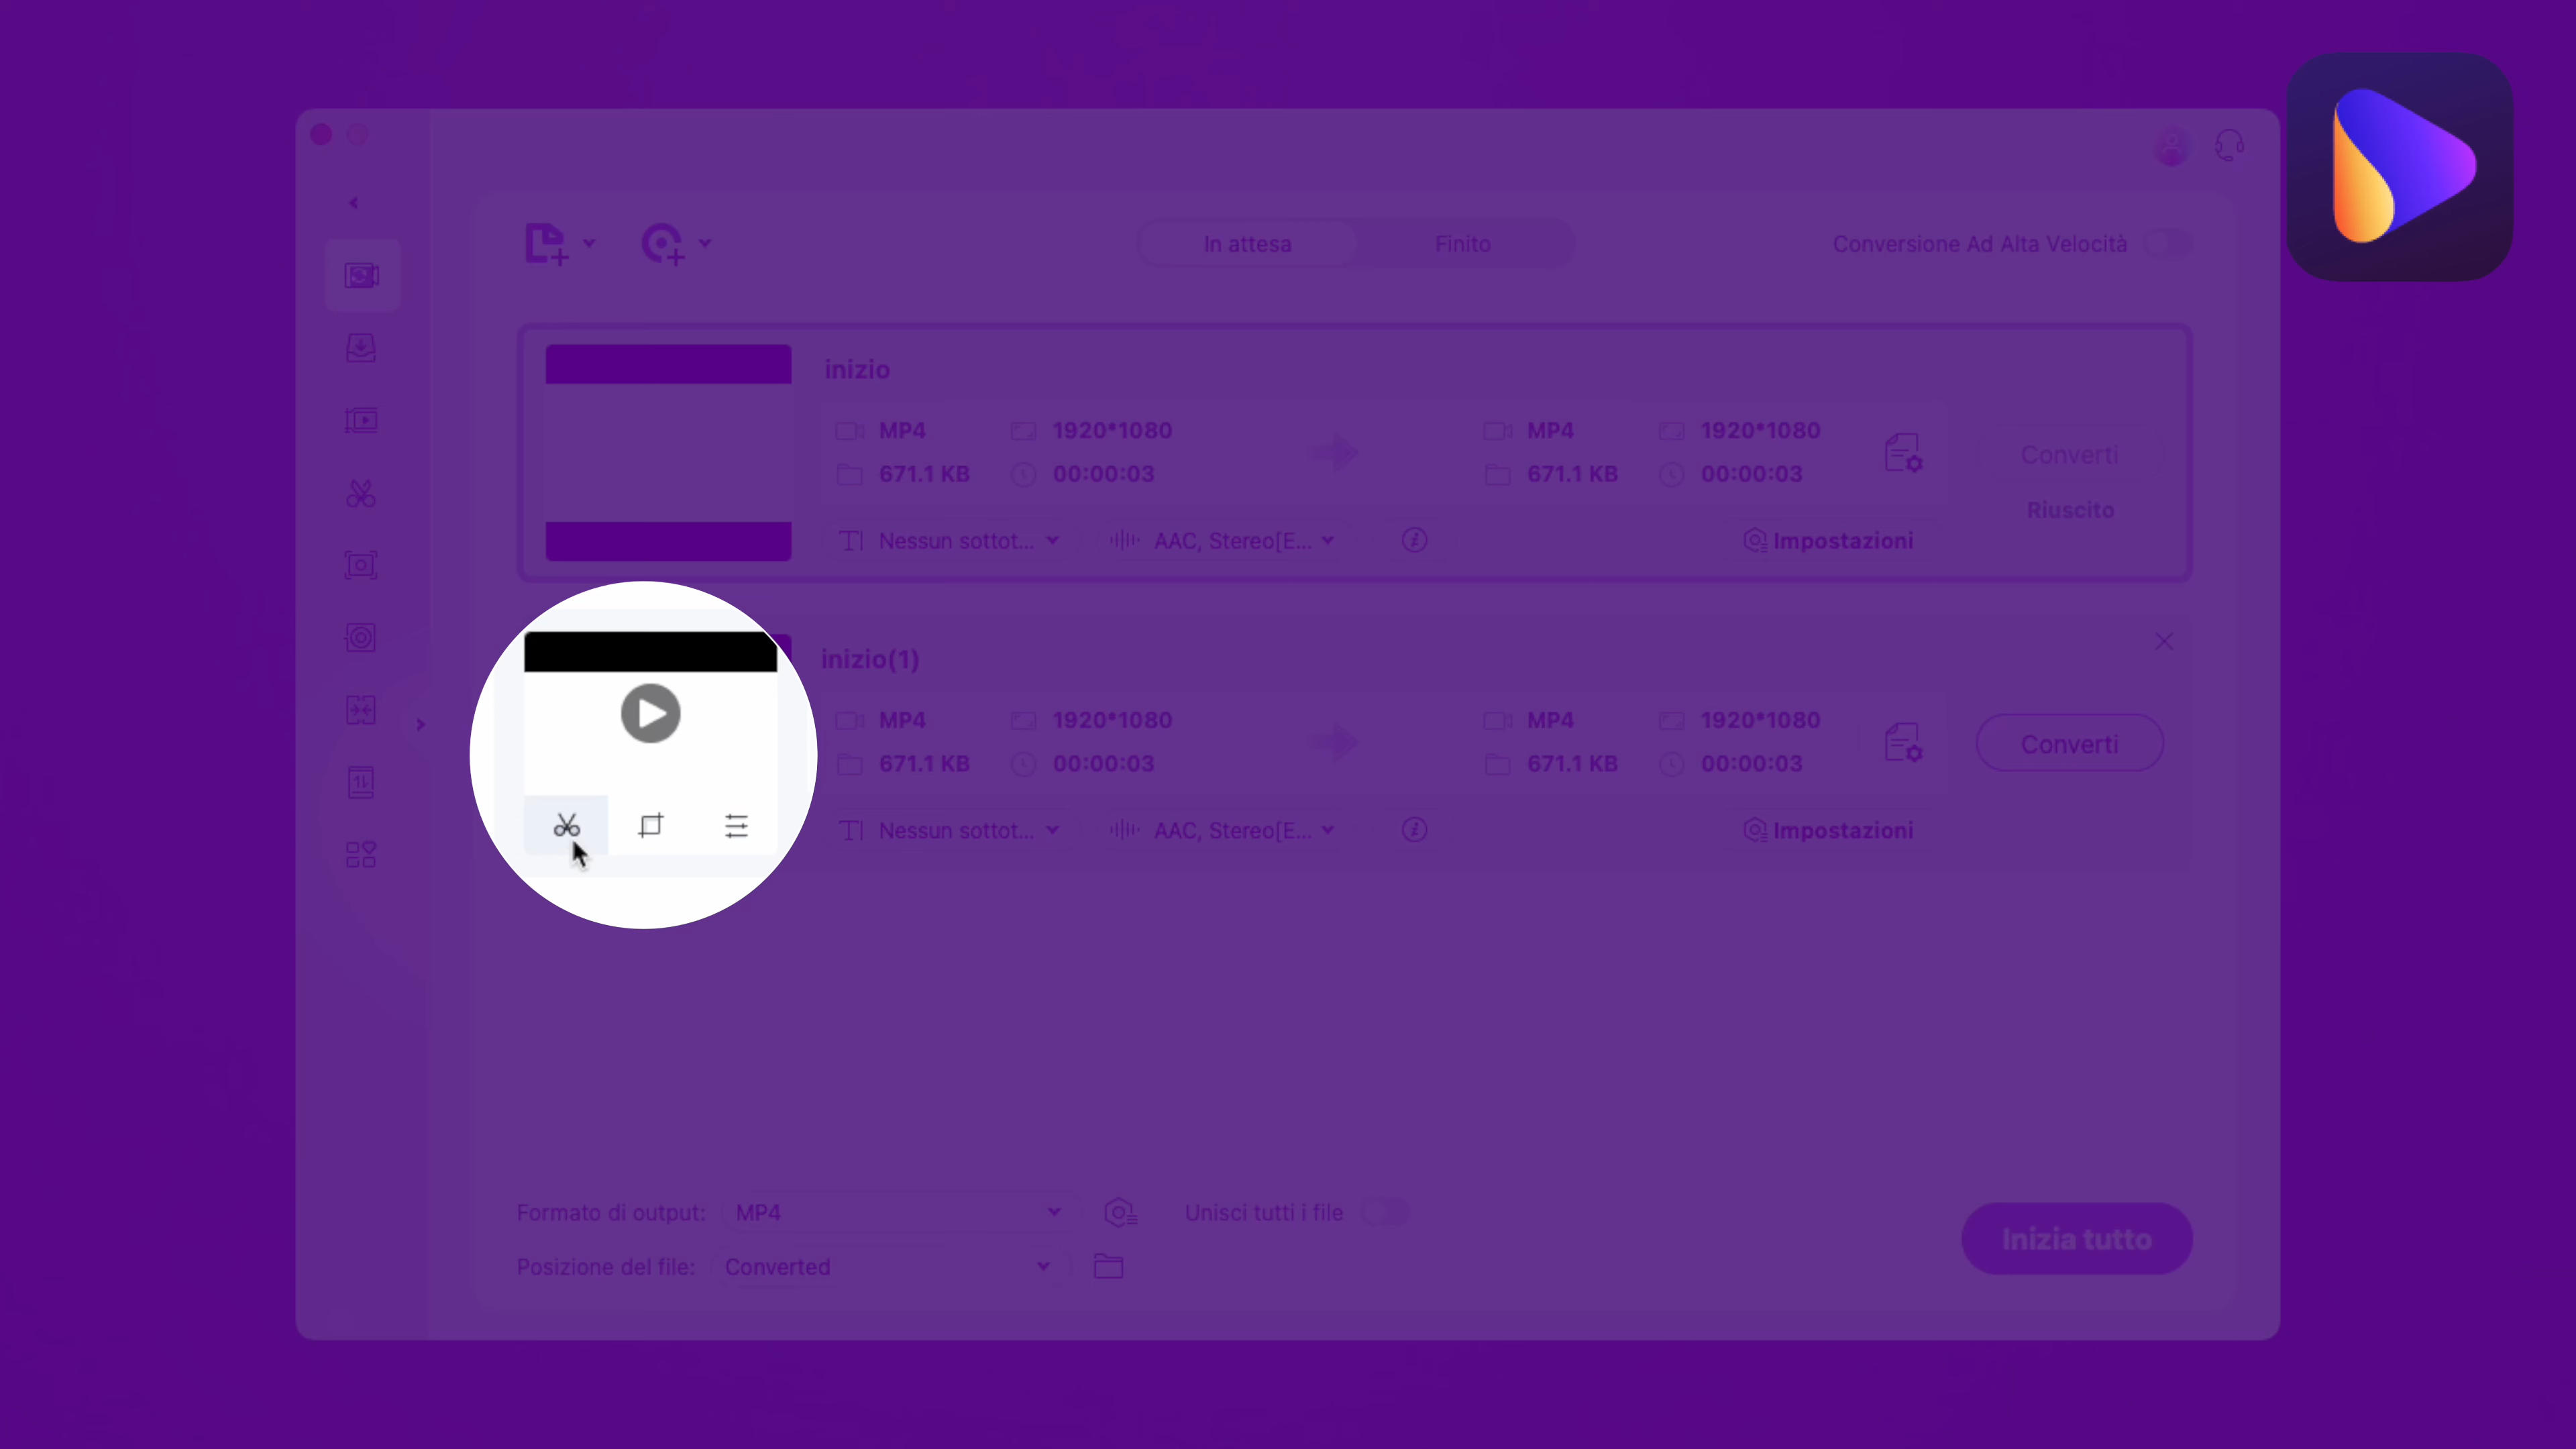 In attesa Finito Conversione Ad Alta Velocità
inizio
MP4 1920*1080 MP4 1920*1080
671.1 KB 00:00:03 671.1 KB 00:00:03
Converti
Riuscito
Nessun sottot... AAC, Stereo[E... Impostazioni
inizio(1)
MP4 1920*1080 MP4 1920*1080
671.1 KB 00:00:03 671.1 KB 00:00:03
Converti
Nessun sottot... AAC, Stereo[E... Impostazioni
Formato di output: MP4 Unisci tutti i file
Posizione del file: Converted
Inizia tutto